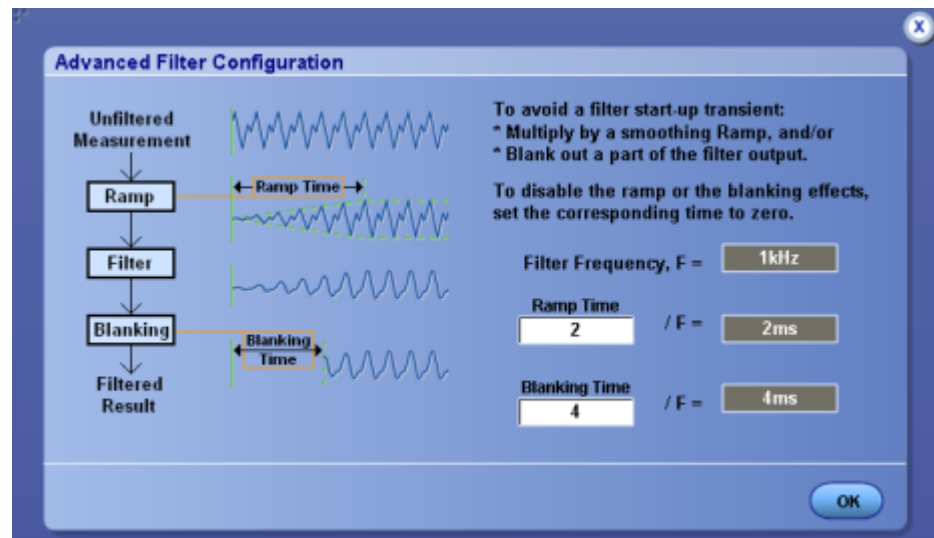 X
Advanced Filter Configuration
Unfiltered
Measurement
Ramp
Filter
Blanking
Filtered
Result
Ramp Time
Blanking
Time
To avoid a filter start-up transient:
* Multiply by a smoothing Ramp, and/or
* Blank out a part of the filter output.
To disable the ramp or the blanking effects,
set the corresponding time to zero.
Filter Frequency, F = 1kHz
Ramp Time
2 / F = 2ms
Blanking Time
4 / F = 4ms
OK